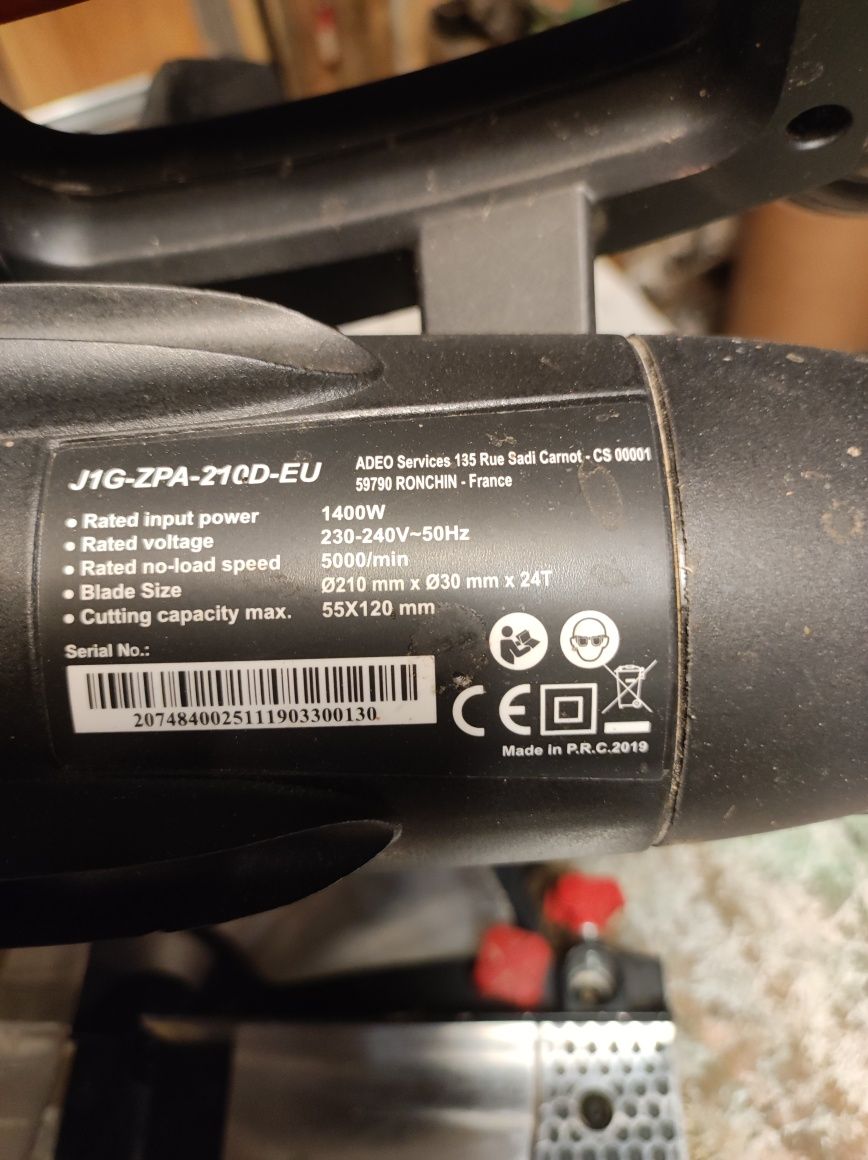 J1G-ZPA-210D-EU
ADEO Services 135 Rue Sadi Carnot - CS 00001
59790 RONCHIN - France
• Rated input power 1400W
• Rated voltage 230-240V~50Hz
• Rated no-load speed 5000/min
• Blade Size Ø210 mm x Ø30 mm x 24T
• Cutting capacity max. 55X120 mm
Serial No.:
2074840025111903300130
CE
Made in P.R.C.2019